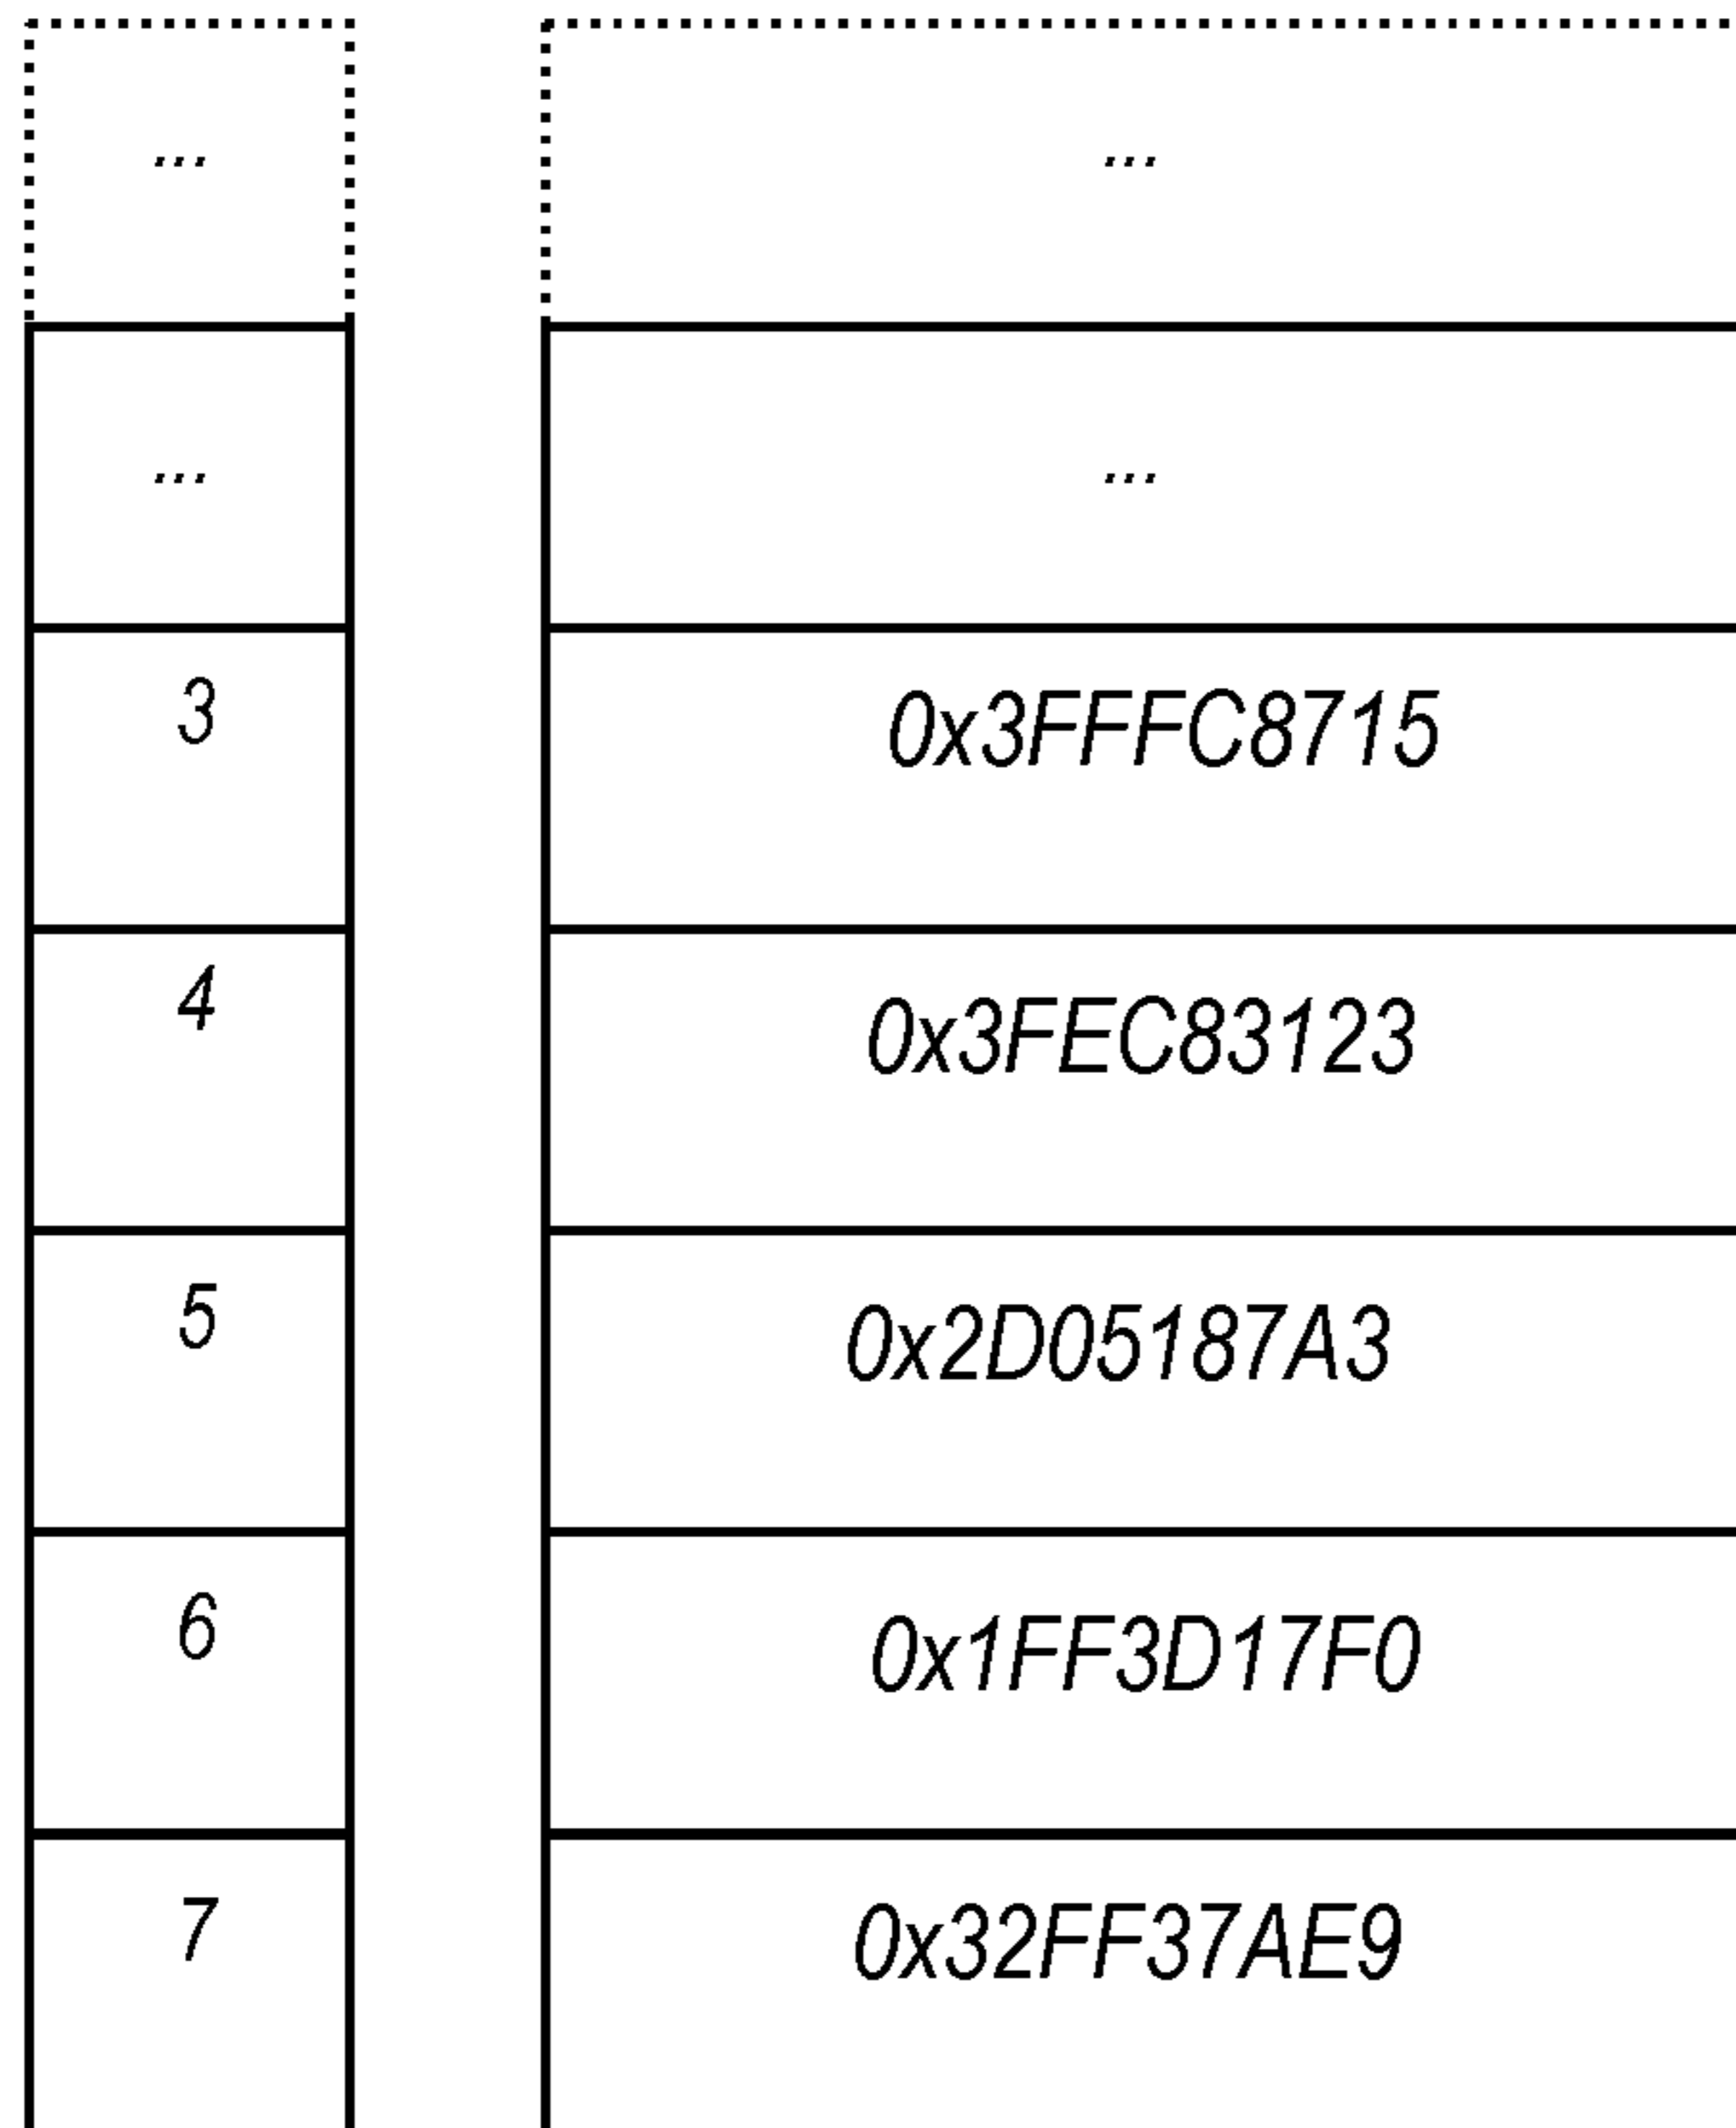 ... ...
... ...
3 0x3FFFC8715
4 0x3FEC83123
5 0x2D05187A3
6 0x1FF3D17F0
7 0x32FF37AE9